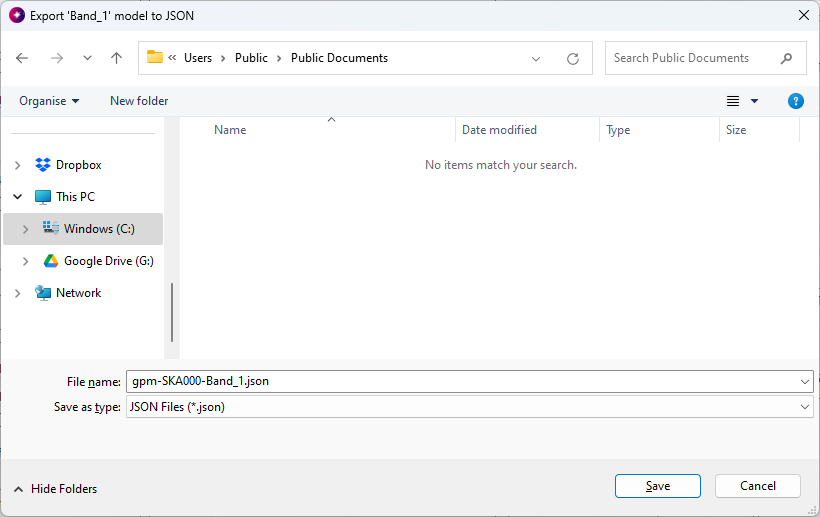 Export 'Band_1' model to JSON
« Users > Public > Public Documents
Search Public Documents
Organise New folder
Name Date modified Type Size
No items match your search.
Dropbox
This PC
Windows (C:)
Google Drive (G:)
Network
File name: gpm-SKA000-Band_1.json
Save as type: JSON Files (*.json)
Hide Folders Save Cancel